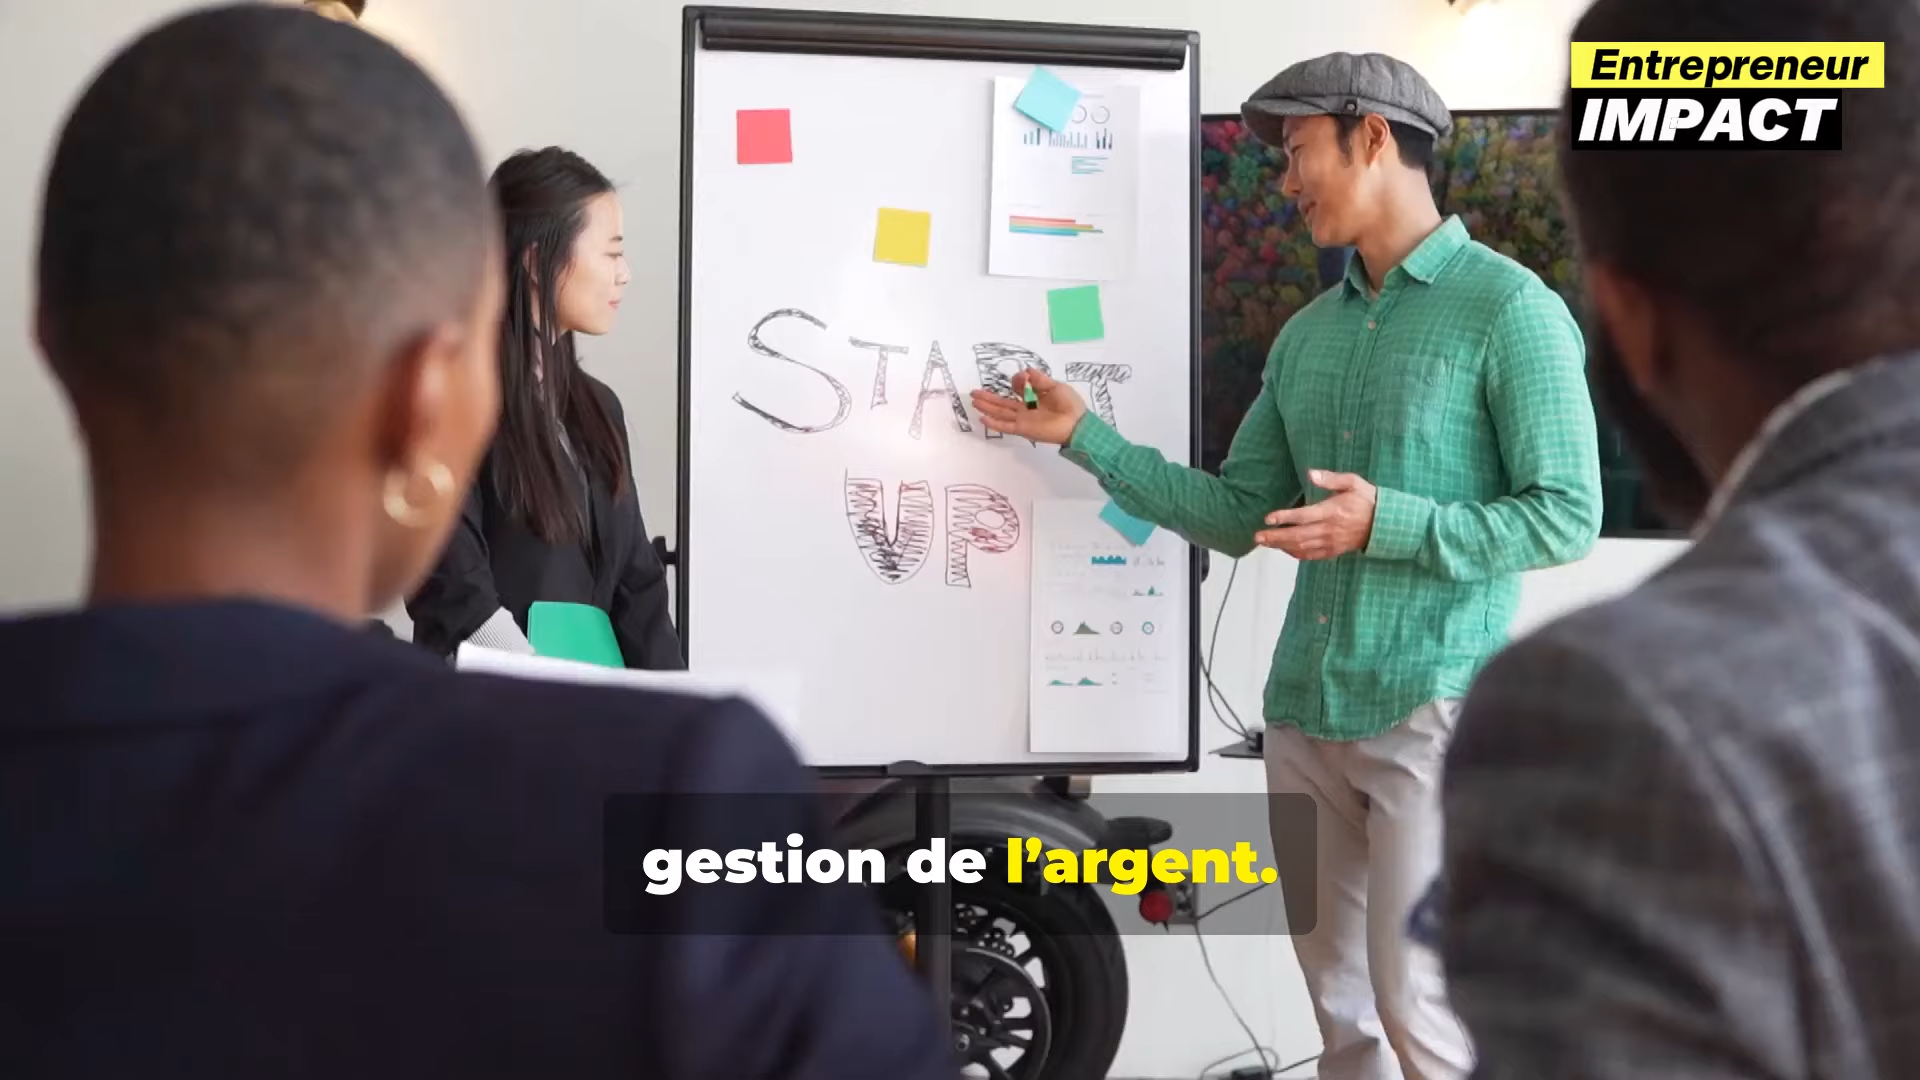 Entrepreneur
IMPACT
START
UP
gestion de l’argent.